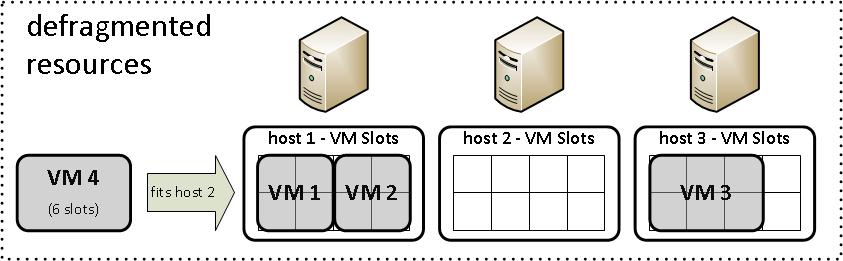 defragmented
resources
host 1 - VM Slots
host 2 - VM Slots
host 3 - VM Slots
VM 4
(6 slots)
fits host 2
VM 1
VM 2
VM 3